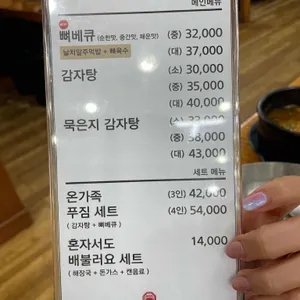 메인메뉴
뼈베큐 (순한맛, 중간맛, 매운맛) (중) 32,000
날치알주먹밥 + 해육수 (대) 37,000
감자탕 (소) 30,000
(중) 35,000
(대) 40,000
묵은지 감자탕 (소) 33,000
(중) 38,000
(대) 43,000
세트 메뉴
온가족 (3인) 42,000
푸짐 세트 (4인) 54,000
( 감자탕 + 뼈베큐 )
혼자서도 14,000
배불러요 세트
( 해장국 + 돈가스 + 캔음료 )